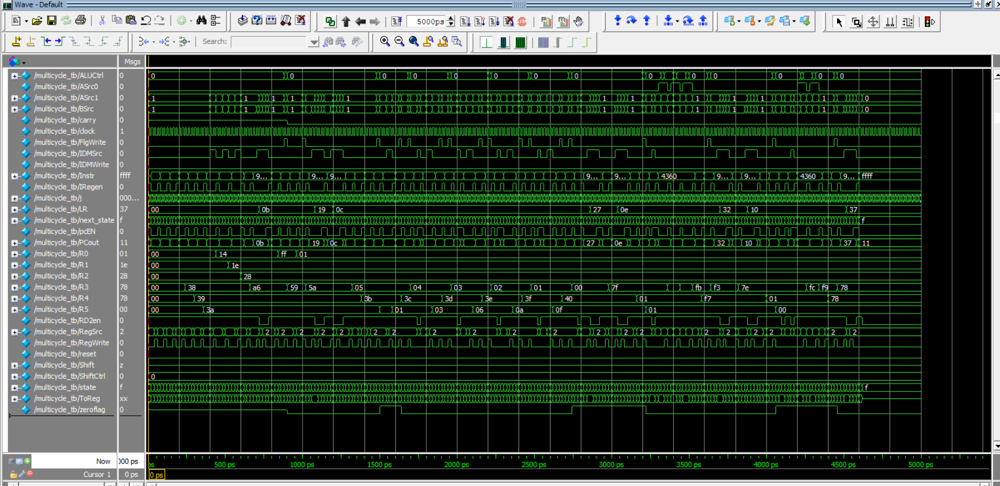 Wave - Default
5000ps
Search:
Msgs
/multicycle_tb/ALUCtrl 0 0 0 0 0 0 0 0 0 0 0 0 0 0 0
/multicycle_tb/ASrc0 0
/multicycle_tb/ASrc1 0 1 1 1 1 1 1 1 1 1 1 1 0
/multicycle_tb/BSrc 0 1 1 1 1 1 1 1 1 1 1 1 0
/multicycle_tb/carry 0
/multicycle_tb/clock 1
/multicycle_tb/FlgWrite 0
/multicycle_tb/IDMSrc 0
/multicycle_tb/IDMWrite 0
/multicycle_tb/Instr ffff 9... 9... 9... 9... 9... 4360 9... 9... 4360 9... ffff
/multicycle_tb/IRegen 0
/multicycle_tb/j 000...
/multicycle_tb/LR 37 00 0b 19 0c 27 0e 32 10 37
/multicycle_tb/next_state f f
/multicycle_tb/pcEN 0
/multicycle_tb/PCout 11 0b 19 0c 27 0e 32 10 37 11
/multicycle_tb/R0 01 00 14 ff 01
/multicycle_tb/R1 1e 00 1e
/multicycle_tb/R2 28 00 28
/multicycle_tb/R3 78 00 38 a6 59 5a 05 04 03 02 01 00 7f fb f3 7e fc f9 78
/multicycle_tb/R4 78 00 39 3b 3c 3d 3e 3f 40 01 f7 01 78
/multicycle_tb/R5 00 00 3a 01 03 06 0a 0f 01 00
/multicycle_tb/RD2en 0
/multicycle_tb/RegSrc 2 2 2 2 2 2 2 2 2 2 2 2 2 2 2 2 2 2 2 2 2
/multicycle_tb/RegWrite 0
/multicycle_tb/reset 0
/multicycle_tb/Shift z
/multicycle_tb/ShiftCtrl 0 0
/multicycle_tb/state f f
/multicycle_tb/ToReg xx
/multicycle_tb/zeroflag 0
Now 000 ps
ps 500 ps 1000 ps 1500 ps 2000 ps 2500 ps 3000 ps 3500 ps 4000 ps 4500 ps 5000 ps
Cursor 1 0 ps 0 ps